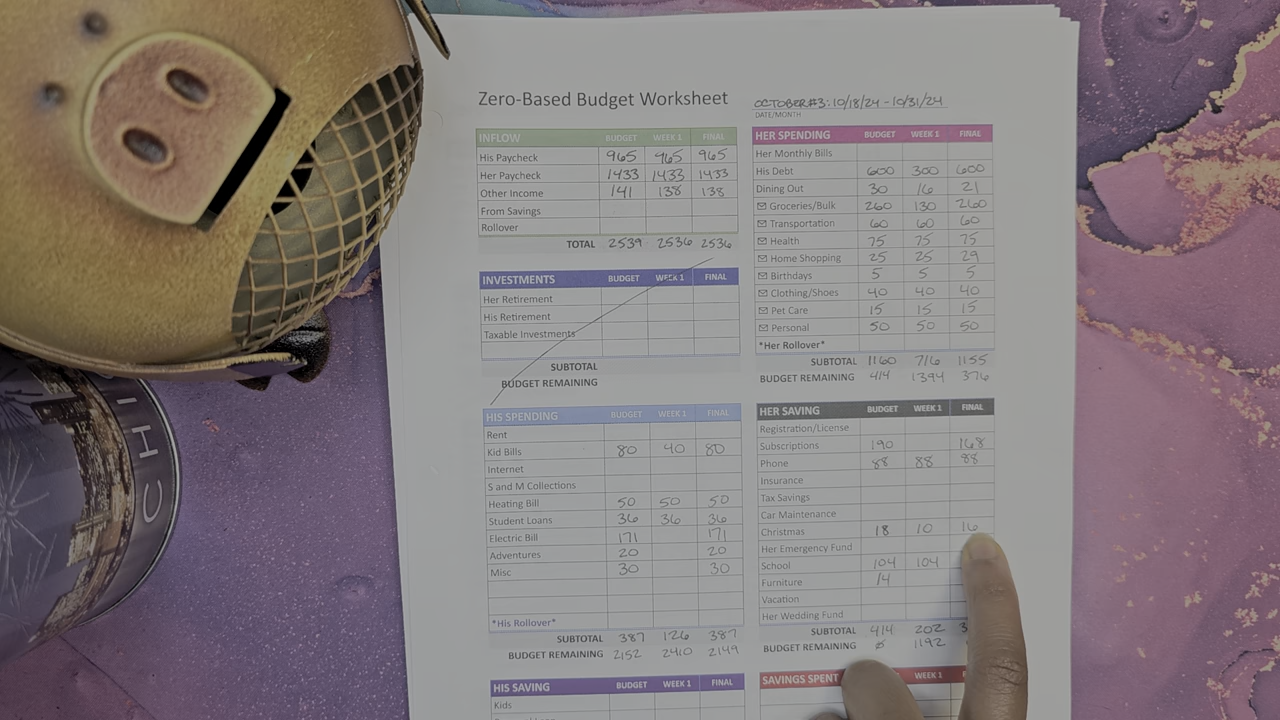 Zero-Based Budget Worksheet
OCTOBER#3: 10/18/24 - 10/31/24
DATE/MONTH
INFLOW BUDGET WEEK 1 FINAL
His Paycheck 965 965 965
Her Paycheck 1433 1433 1433
Other Income 141 138 138
From Savings
Rollover
TOTAL 2539 2536 2536
INVESTMENTS BUDGET WEEK 1 FINAL
Her Retirement
His Retirement
Taxable Investments
SUBTOTAL
BUDGET REMAINING
HIS SPENDING BUDGET WEEK 1 FINAL
Rent
Kid Bills 80 40 80
Internet
S and M Collections
Heating Bill 50 50 50
Student Loans 36 36 36
Electric Bill 171 171
Adventures 20 20
Misc 30 30
*His Rollover*
SUBTOTAL 387 126 387
BUDGET REMAINING 2152 2410 2149
HIS SAVING BUDGET WEEK 1 FINAL
Kids
HER SPENDING BUDGET WEEK 1 FINAL
Her Monthly Bills
His Debt 600 300 600
Dining Out 30 16 21
Groceries/Bulk 260 130 260
Transportation 60 60 60
Health 75 75 75
Home Shopping 25 25 29
Birthdays 5 5 5
Clothing/Shoes 40 40 40
Pet Care 15 15 15
Personal 50 50 50
*Her Rollover*
SUBTOTAL 1160 716 1155
BUDGET REMAINING 414 1394 376
HER SAVING BUDGET WEEK 1 FINAL
Registration/License
Subscriptions 190 168
Phone 88 88 88
Insurance
Tax Savings
Car Maintenance
Christmas 18 10 16
Her Emergency Fund
School 104 104
Furniture 14
Vacation
Her Wedding Fund
SUBTOTAL 414 202 3
BUDGET REMAINING ∅ 1192
SAVINGS SPENT WEEK 1
CHI